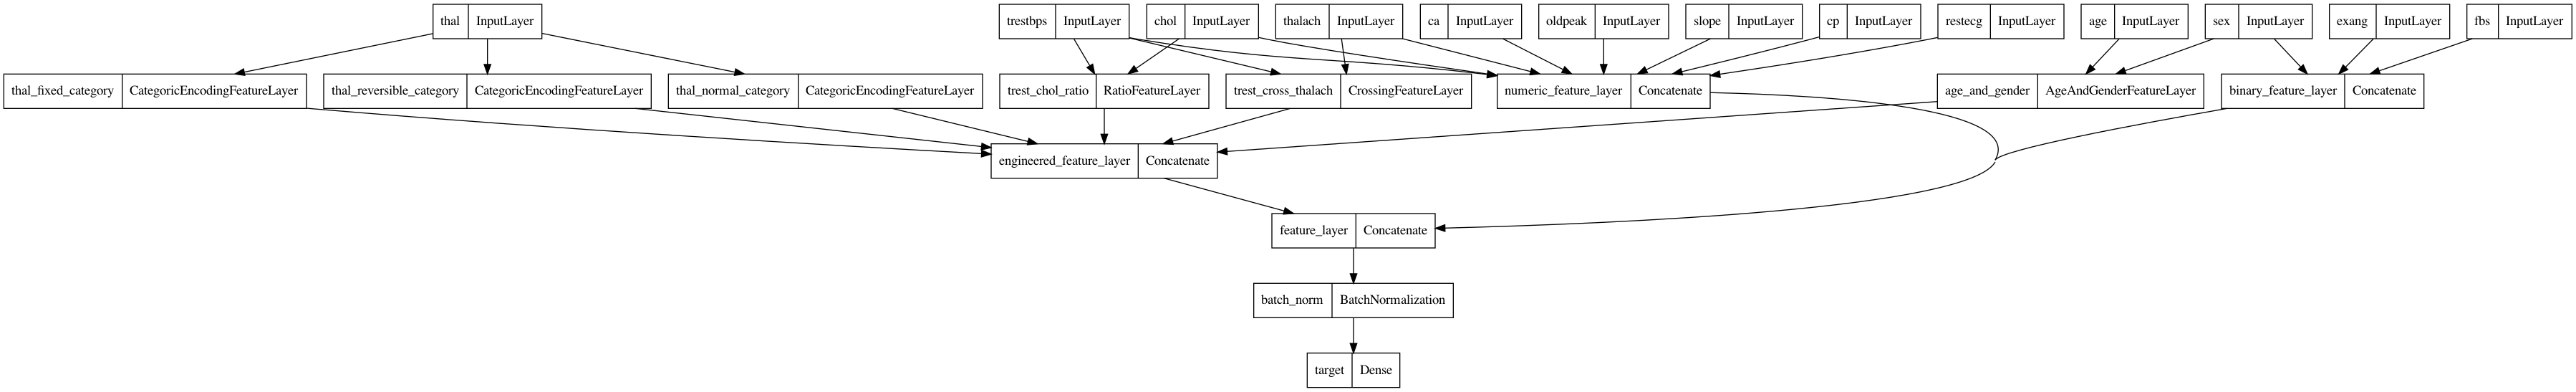 thal InputLayer
trestbps InputLayer
chol InputLayer
thalach InputLayer
ca InputLayer
oldpeak InputLayer
slope InputLayer
cp InputLayer
restecg InputLayer
age InputLayer
sex InputLayer
exang InputLayer
fbs InputLayer
thal_fixed_category CategoricEncodingFeatureLayer
thal_reversible_category CategoricEncodingFeatureLayer
thal_normal_category CategoricEncodingFeatureLayer
trest_chol_ratio RatioFeatureLayer
trest_cross_thalach CrossingFeatureLayer
numeric_feature_layer Concatenate
age_and_gender AgeAndGenderFeatureLayer
binary_feature_layer Concatenate
engineered_feature_layer Concatenate
feature_layer Concatenate
batch_norm BatchNormalization
target Dense